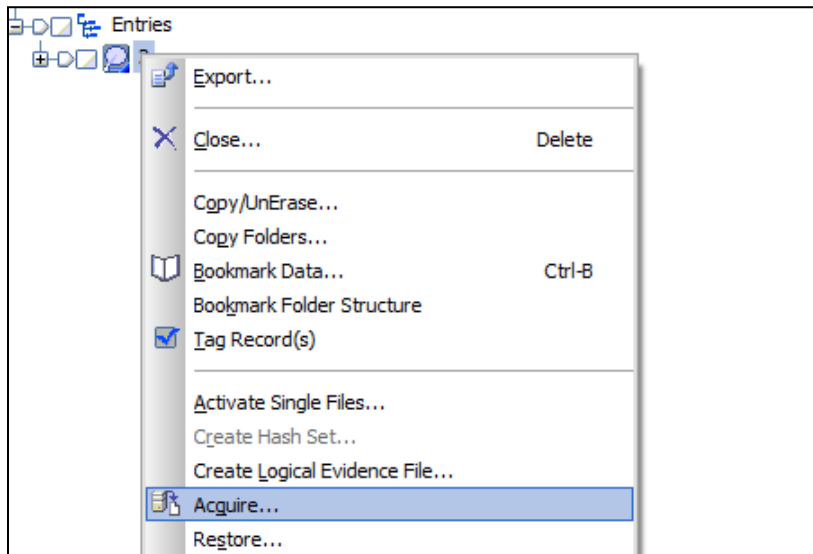 Entries
Export...
Close... Delete
Copy/UnErase...
Copy Folders...
Bookmark Data... Ctrl-B
Bookmark Folder Structure
Tag Record(s)
Activate Single Files...
Create Hash Set...
Create Logical Evidence File...
Acquire...
Restore...